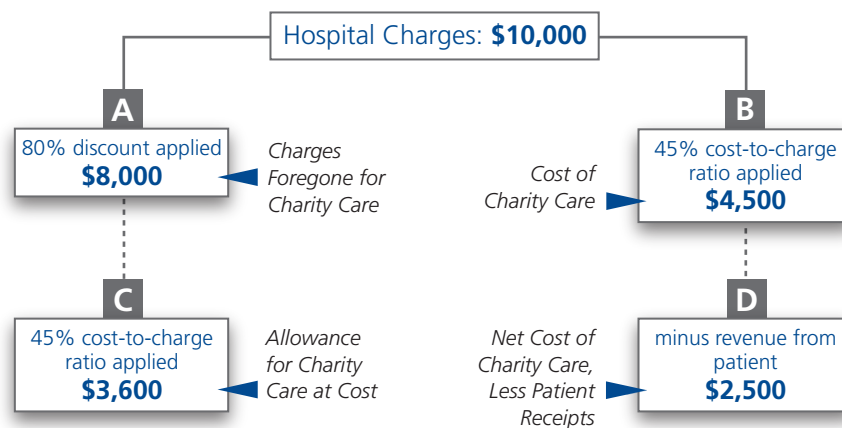 Hospital Charges: $10,000
A
80% discount applied
$8,000
Charges
Foregone for
Charity Care
B
45% cost-to-charge
ratio applied
$4,500
Cost of
Charity Care
C
45% cost-to-charge
ratio applied
$3,600
Allowance
for Charity
Care at Cost
D
minus revenue from
patient
$2,500
Net Cost of
Charity Care,
Less Patient
Receipts